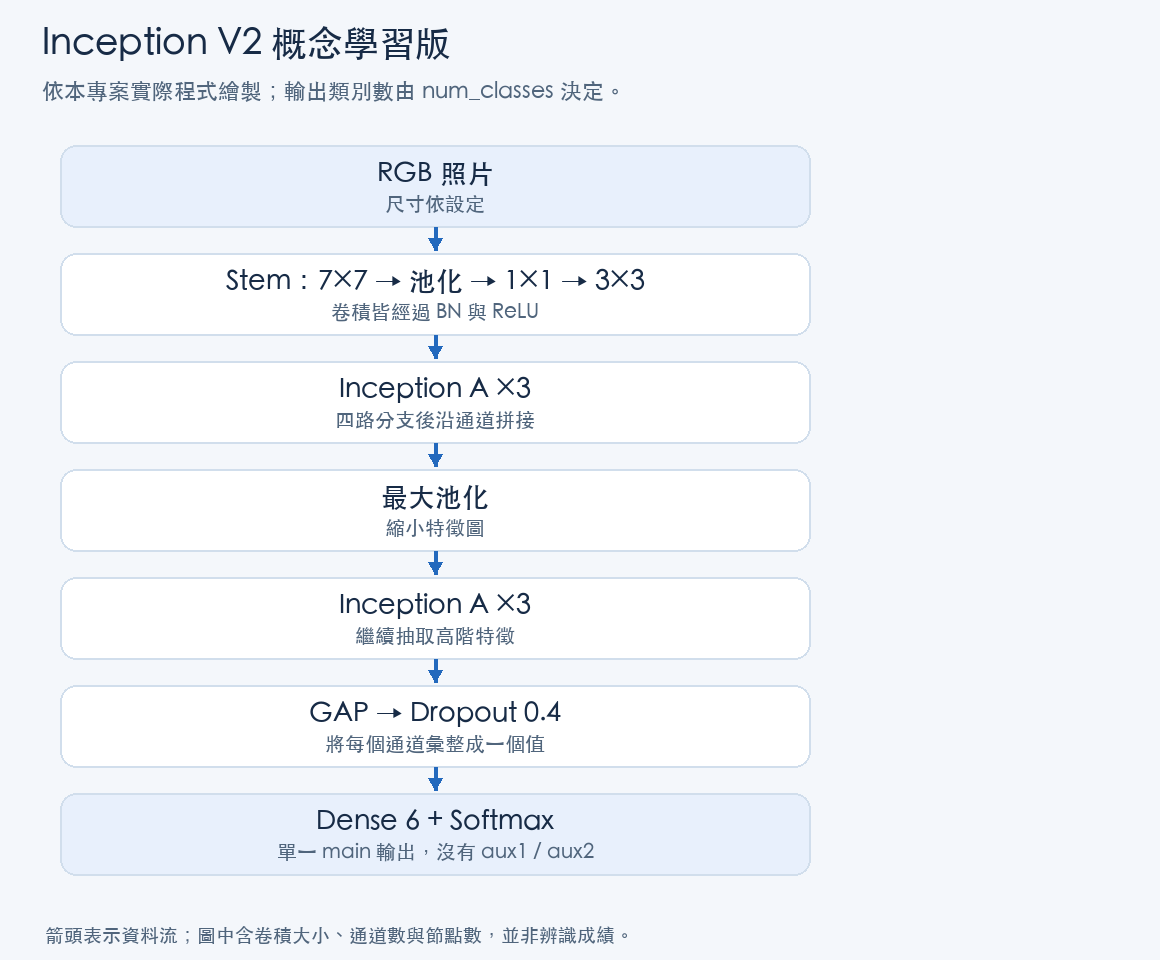 Inception V2 概念學習版
依本專案實際程式繪製；輸出類別數由 num_classes 決定。
RGB 照片
尺寸依設定
Stem：7×7 → 池化 → 1×1 → 3×3
卷積皆經過 BN 與 ReLU
Inception A ×3
四路分支後沿通道拼接
最大池化
縮小特徵圖
Inception A ×3
繼續抽取高階特徵
GAP → Dropout 0.4
將每個通道彙整成一個值
Dense 6 + Softmax
單一 main 輸出，沒有 aux1 / aux2
箭頭表示資料流；圖中含卷積大小、通道數與節點數，並非辨識成績。